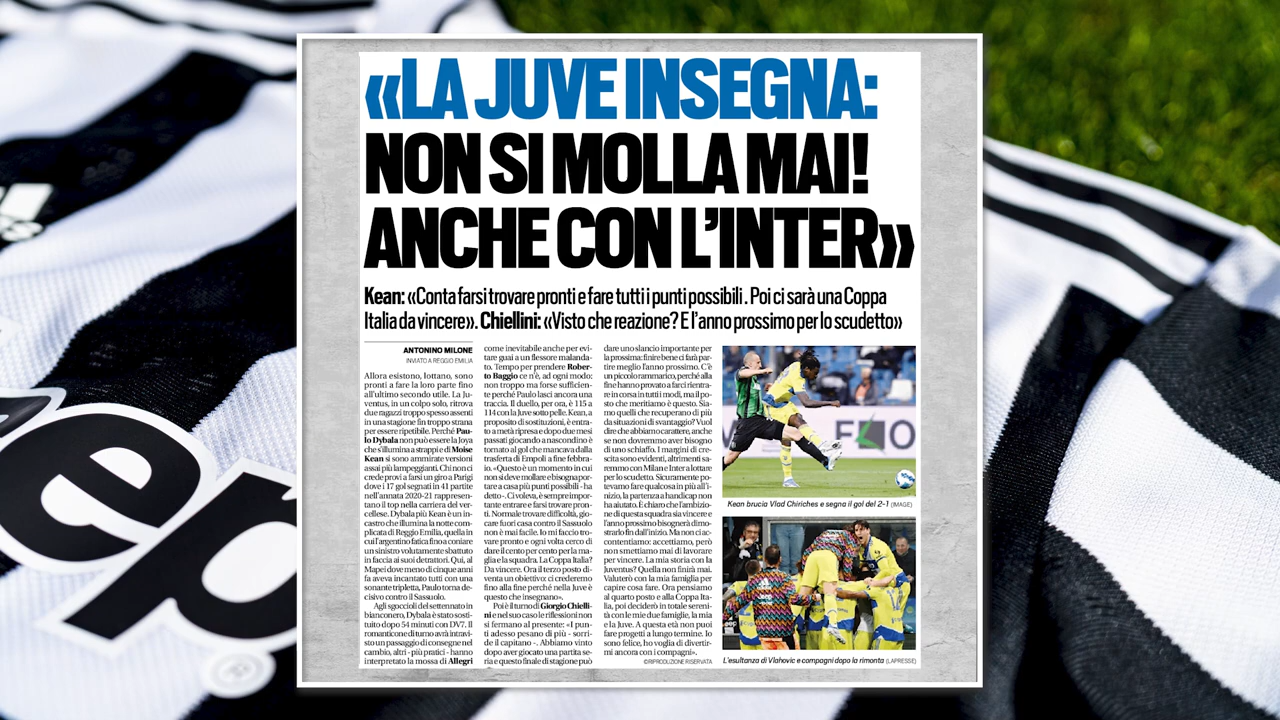 «LA JUVE INSEGNA:
NON SI MOLLA MAI!
ANCHE CON L'INTER»
Kean: «Conta farsi trovare pronti e fare tutti i punti possibili. Poi ci sarà una Coppa
Italia da vincere». Chiellini: «Visto che reazione? E l'anno prossimo per lo scudetto»
ANTONINO MILONE
INVIATO A REGGIO EMILIA
Allora esistono, lottano, sono
pronti a fare la loro parte fino
all'ultimo secondo utile. La Ju-
ventus, in un colpo solo, ritrova
due ragazzi troppo spesso assenti
in una stagione fin troppo strana
per essere ripetibile. Perché Pau-
lo Dybala non può essere la Joya
che s'illumina a strappi e di Moise
Kean si sono ammirate versioni
assai più lampeggianti. Chi non ci
crede provi a farsi un giro a Parigi
dove i 17 gol segnati in 41 partite
nell'annata 2020-21 rappresen-
tano il top nella carriera del ver-
cellese. Dybala più Kean è un in-
castro che illumina la notte com-
plicata di Reggio Emilia, quella in
cui l'argentino fatica fino a coniare
un sinistro volutamente sbattuto
in faccia ai suoi detrattori. Qui, al
Mapei dove meno di cinque anni
fa aveva incantato tutti con una
sonante tripletta, Paulo torna de-
cisivo contro il Sassuolo.
Agli sgoccioli del settennato in
bianconero, Dybala è stato sosti-
tuito dopo 54 minuti con DV7. Il
romanticone di turno avrà intravi-
sto un passaggio di consegne nel
cambio, altri - più pratici - hanno
interpretato la mossa di Allegri
come inevitabile anche per evi-
tare guai a un flessore malanda-
to. Tempo per prendere Rober-
to Baggio ce n'è, ad ogni modo:
non troppo ma forse sufficien-
te perché Paulo lasci ancora una
traccia. Il duello, per ora, è 115 a
114 con la Juve sotto pelle. Kean, a
proposito di sostituzioni, è entra-
to a metà ripresa e dopo due mesi
passati giocando a nascondino è
tornato al gol che mancava dalla
trasferta di Empoli a fine febbra-
io. «Questo è un momento in cui
non si deve mollare e bisogna por-
tare a casa più punti possibili - ha
detto -. Ci voleva, è sempre impor-
tante entrare e farsi trovare pron-
ti. Normale trovare difficoltà, gio-
care fuori casa contro il Sassuolo
non è mai facile. Io mi faccio tro-
vare pronto e ogni volta cerco di
dare il cento per cento per la ma-
glia e la squadra. La Coppa Italia?
Da vincere. Ora il terzo posto di-
venta un obiettivo: ci crederemo
fino alla fine perché nella Juve è
questo che insegnano».
Poi è il turno di Giorgio Chielli-
ni e nel suo caso le riflessioni non
si fermano al presente: «I pun-
ti adesso pesano di più - sorri-
de il capitano -. Abbiamo vinto
dopo aver giocato una partita se-
ria e questo finale di stagione può
dare uno slancio importante per
la prossima: finire bene ci farà par-
tire meglio l'anno prossimo. C'è
un piccolo rammarico, perché alla
fine hanno provato a farci rientra-
re in corsa in tutti i modi, ma il po-
sto che meritiamo è questo. Sia-
mo quelli che recuperano di più
da situazioni di svantaggio? Vuol
dire che abbiamo carattere, anche
se non dovremmo aver bisogno
di uno schiaffo. I margini di cre-
scita sono evidenti, altrimenti sa-
remmo con Milan e Inter a lottare
per lo scudetto. Sicuramente po-
tevamo fare qualcosa in più all'i-
nizio, la partenza a handicap non
ha aiutato. È chiaro che l'ambizio-
ne di questa squadra sia vincere e
l'anno prossimo bisognerà dimo-
strarlo fin dall'inizio. Ma non ci ac-
contentiamo: accettiamo, però
non smettiamo mai di lavorare
per vincere. La mia storia con la
Juventus? Quella non finirà mai.
Valuterò con la mia famiglia per
capire cosa fare. Ora pensiamo
al quarto posto e alla Coppa Ita-
lia, poi deciderò in totale sereni-
tà con le mie due famiglie, la mia
e la Juve. A questa età non puoi
fare progetti a lungo termine. Io
sono felice, ho voglia di divertir-
mi ancora con i compagni».
©RIPRODUZIONE RISERVATA
Kean brucia Vlad Chiriches e segna il gol del 2-1 (IMAGE)
L'esultanza di Vlahovic e compagni dopo la rimonta (LAPRESSE)